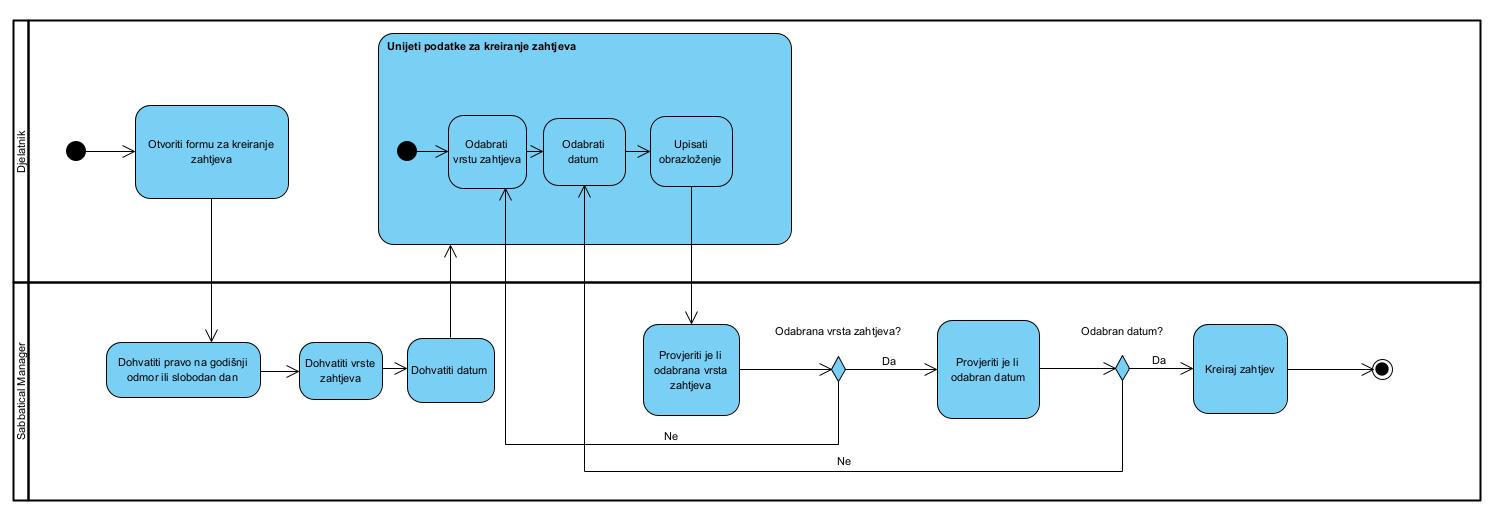 Djelatnik
Otvoriti formu za kreiranje
zahtjeva
Unijeti podatke za kreiranje zahtjeva
Odabrati
vrstu zahtjeva
Odabrati
datum
Upisati
obrazloženje
Sabbatical Manager
Dohvatiti pravo na godišnji
odmor ili slobodan dan
Dohvatiti vrste
zahtjeva
Dohvatiti datum
Provjeriti je li
odabrana vrsta
zahtjeva
Odabrana vrsta zahtjeva?
Da
Ne
Provjeriti je li
odabran datum
Odabran datum?
Da
Ne
Kreiraj zahtjev